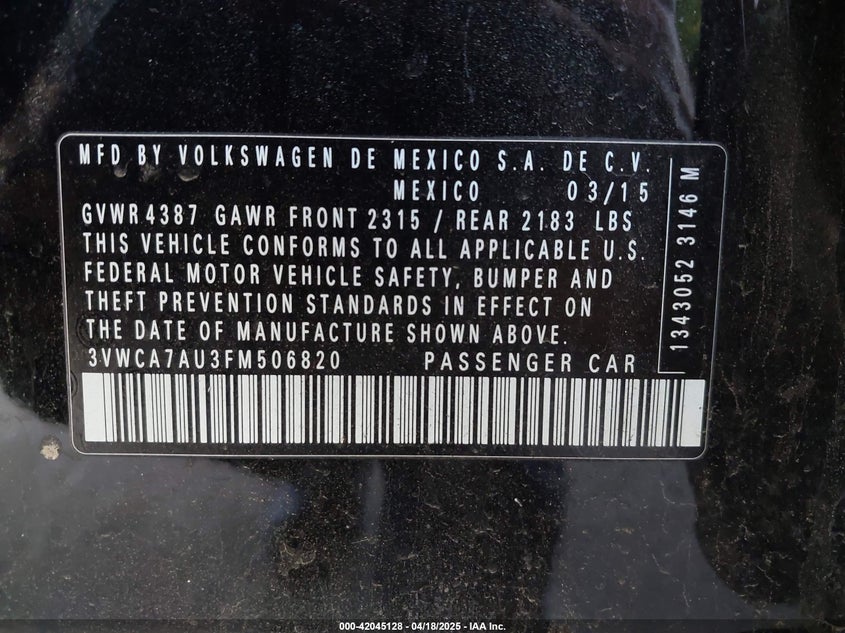 MFD BY VOLKSWAGEN DE MEXICO S.A. DE C.V.
MEXICO 03/15
GVWR 4387 GAWR FRONT 2315 / REAR 2183 LBS
THIS VEHICLE CONFORMS TO ALL APPLICABLE U.S.
FEDERAL MOTOR VEHICLE SAFETY, BUMPER AND
THEFT PREVENTION STANDARDS IN EFFECT ON
THE DATE OF MANUFACTURE SHOWN ABOVE.
3VWCA7AU3FM506820 PASSENGER CAR
1343052 3146 M
000-42045128 - 04/18/2025 - IAA Inc.